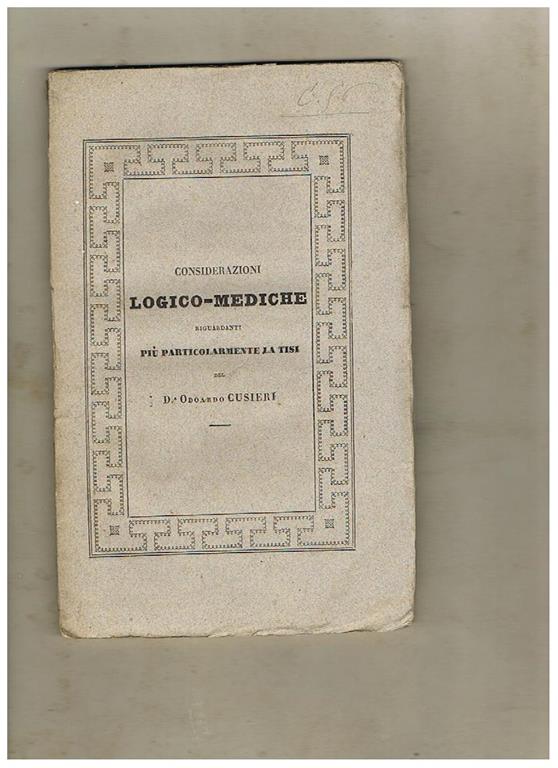 CONSIDERAZIONI
LOGICO-MEDICHE
RIGUARDANTI
PIÙ PARTICOLARMENTE LA TISI
DEL
D.r ODOARDO CUSIERI